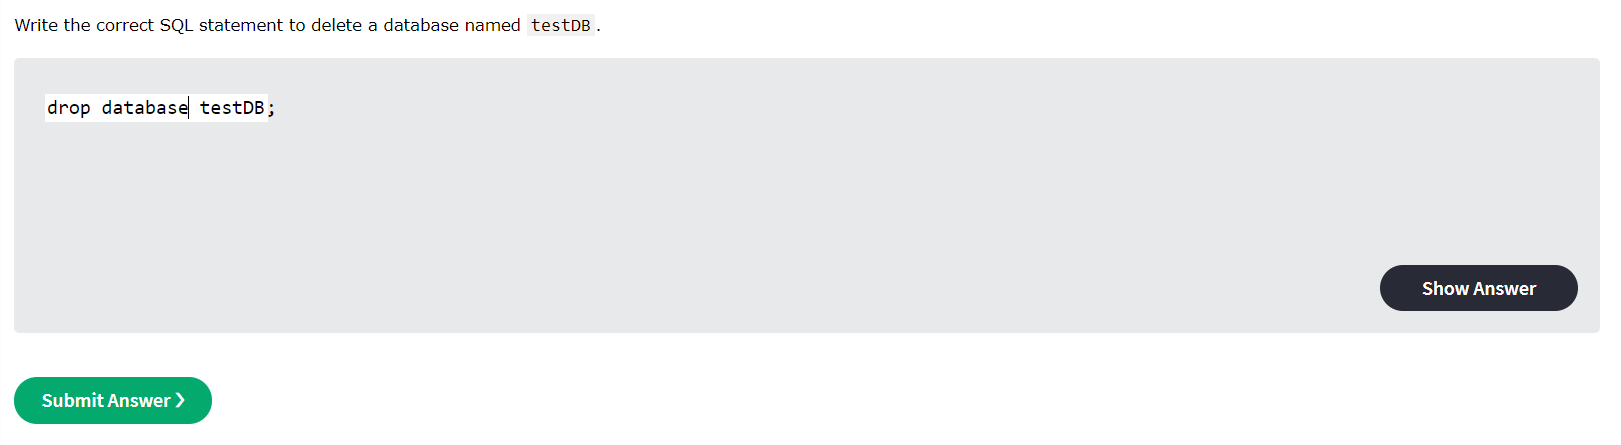 Write the correct SQL statement to delete a database named testDB.
drop database testDB;
Show Answer
Submit Answer ❯